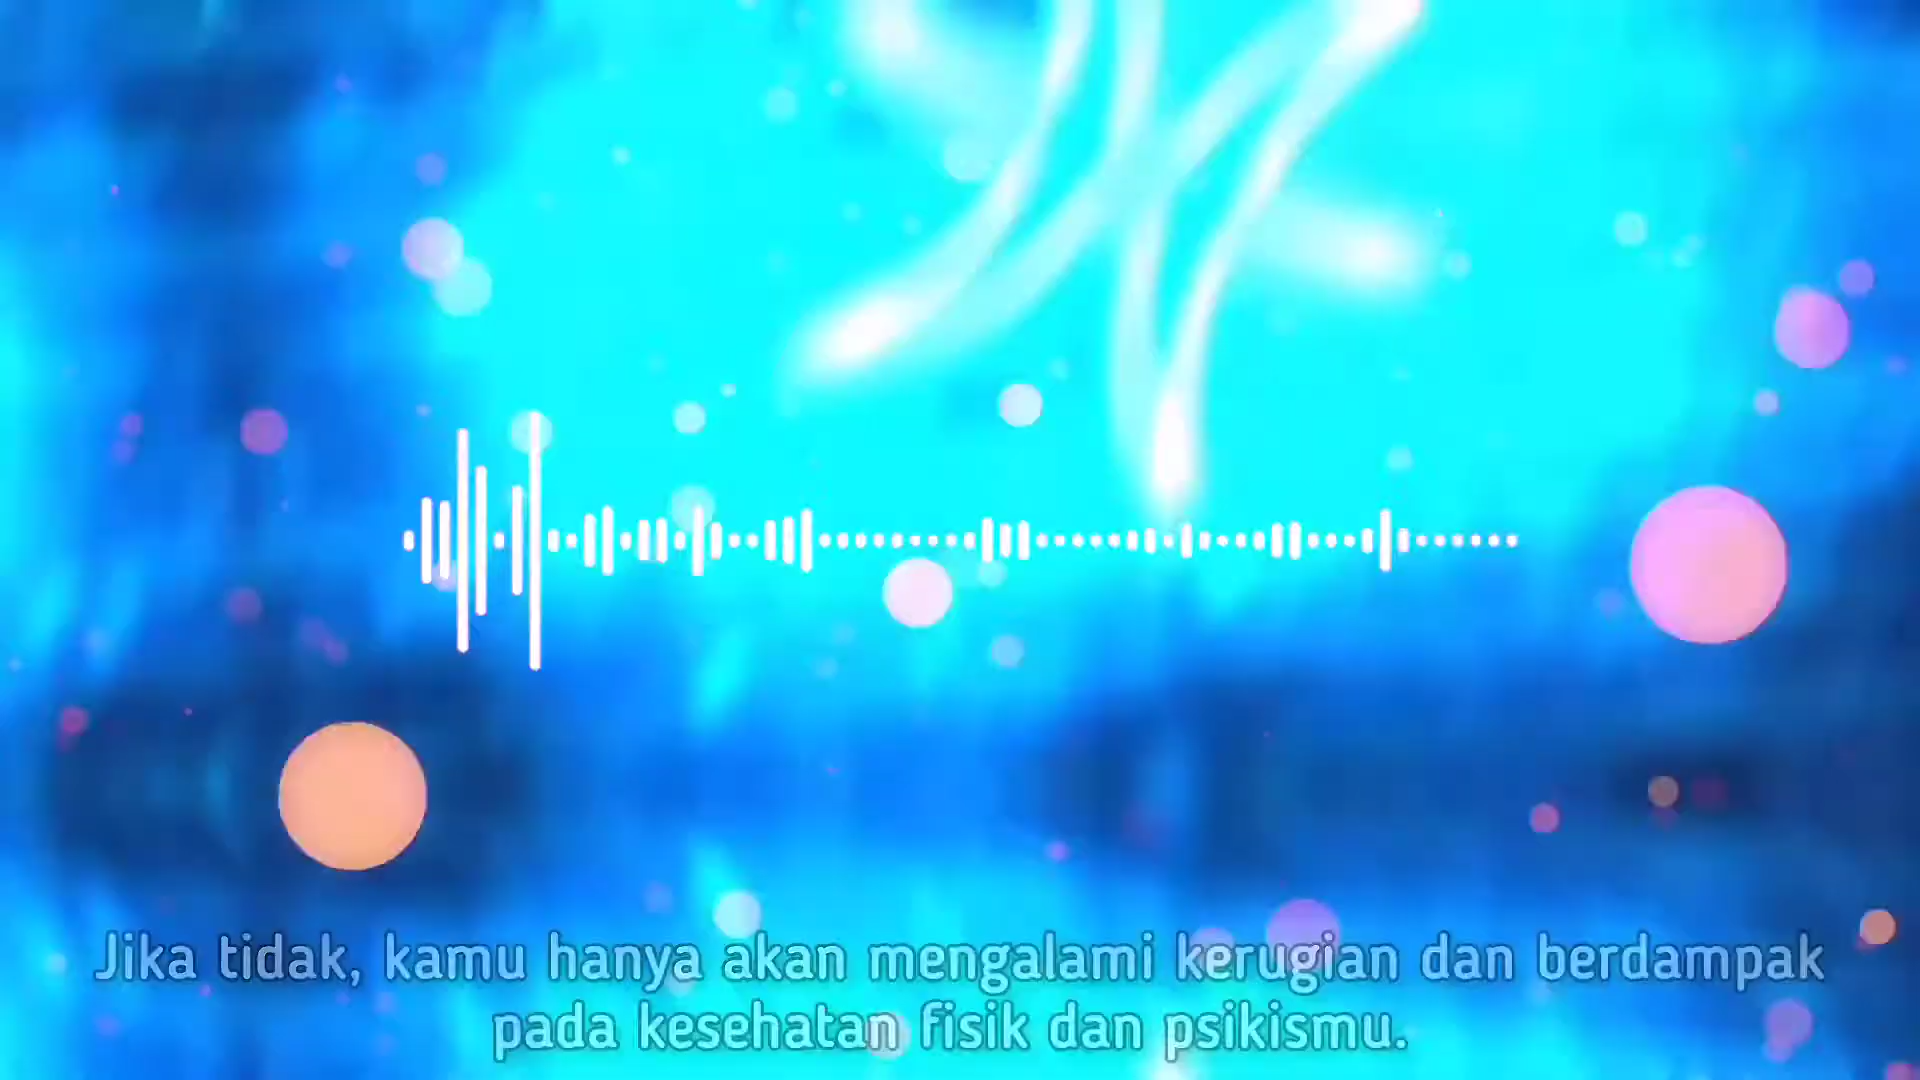 Jika tidak, kamu hanya akan mengalami kerugian dan berdampak
pada kesehatan fisik dan psikismu.